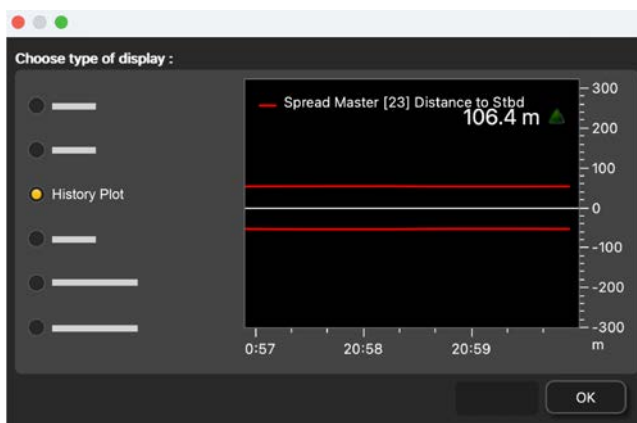 Choose type of display :
History Plot
Spread Master [23] Distance to Stbd
106.4 m
300
200
100
0
-100
-200
-300
0:57 20:58 20:59 m
OK